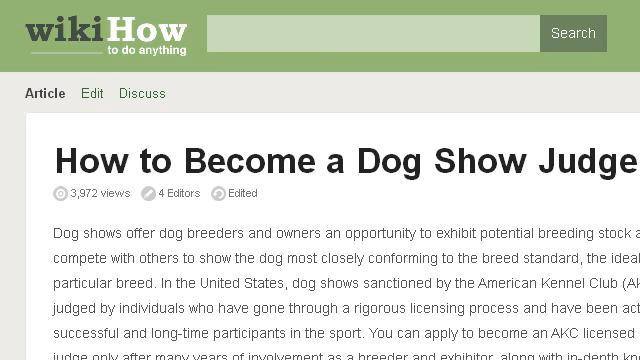 wikiHow
to do anything
Search
Article Edit Discuss
How to Become a Dog Show Judge
3,972 views 4 Editors Edited
Dog shows offer dog breeders and owners an opportunity to exhibit potential breeding stock a
compete with others to show the dog most closely conforming to the breed standard, the ideal
particular breed. In the United States, dog shows sanctioned by the American Kennel Club (AK
judged by individuals who have gone through a rigorous licensing process and have been act
successful and long-time participants in the sport. You can apply to become an AKC licensed
judge only after many years of involvement as a breeder and exhibitor, along with in-depth kn